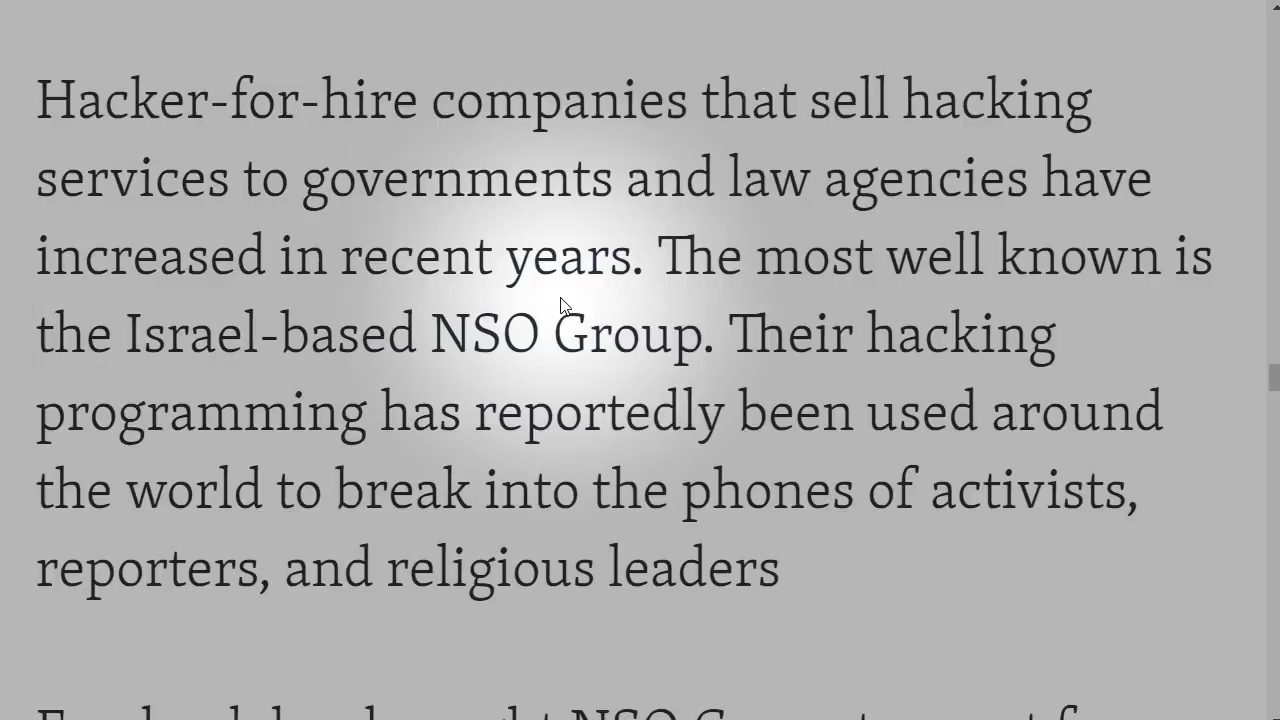 Hacker-for-hire companies that sell hacking
services to governments and law agencies have
increased in recent years. The most well known is
the Israel-based NSO Group. Their hacking
programming has reportedly been used around
the world to break into the phones of activists,
reporters, and religious leaders
NSO